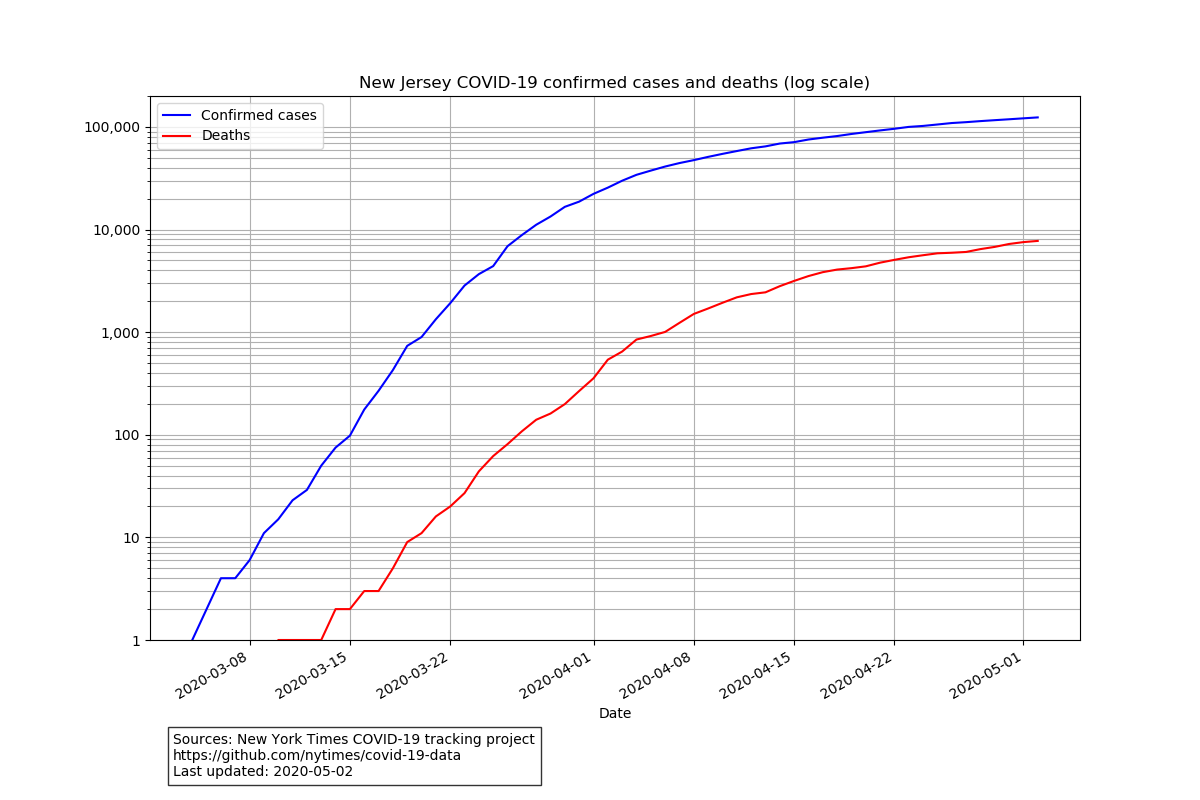 New Jersey COVID-19 confirmed cases and deaths (log scale)
Confirmed cases
Deaths
100,000
10,000
1,000
100
10
1
2020-03-08
2020-03-15
2020-03-22
2020-04-01
2020-04-08
2020-04-15
2020-04-22
2020-05-01
Date
Sources: New York Times COVID-19 tracking project
https://github.com/nytimes/covid-19-data
Last updated: 2020-05-02